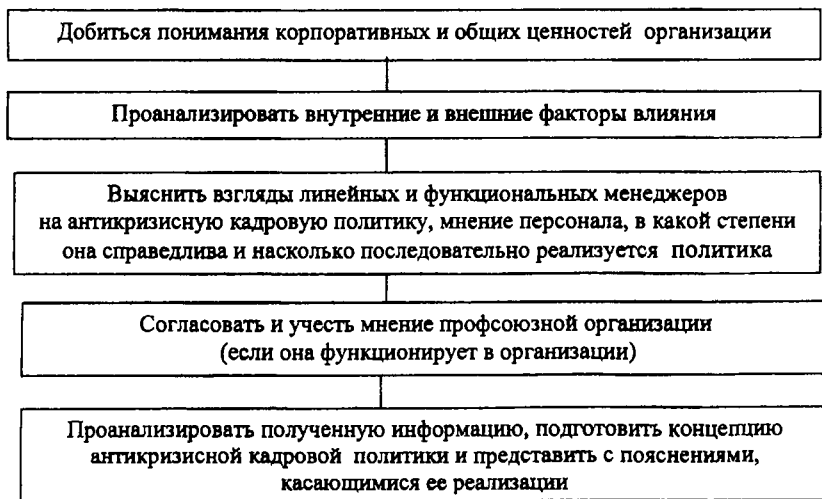 Добиться понимания корпоративных и общих ценностей организации
Проанализировать внутренние и внешние факторы влияния
Выяснить взгляды линейных и функциональных менеджеров
на антикризисную кадровую политику, мнение персонала, в какой степени
она справедлива и насколько последовательно реализуется политика
Согласовать и учесть мнение профсоюзной организации
(если она функционирует в организации)
Проанализировать полученную информацию, подготовить концепцию
антикризисной кадровой политики и представить с пояснениями,
касающимися ее реализации